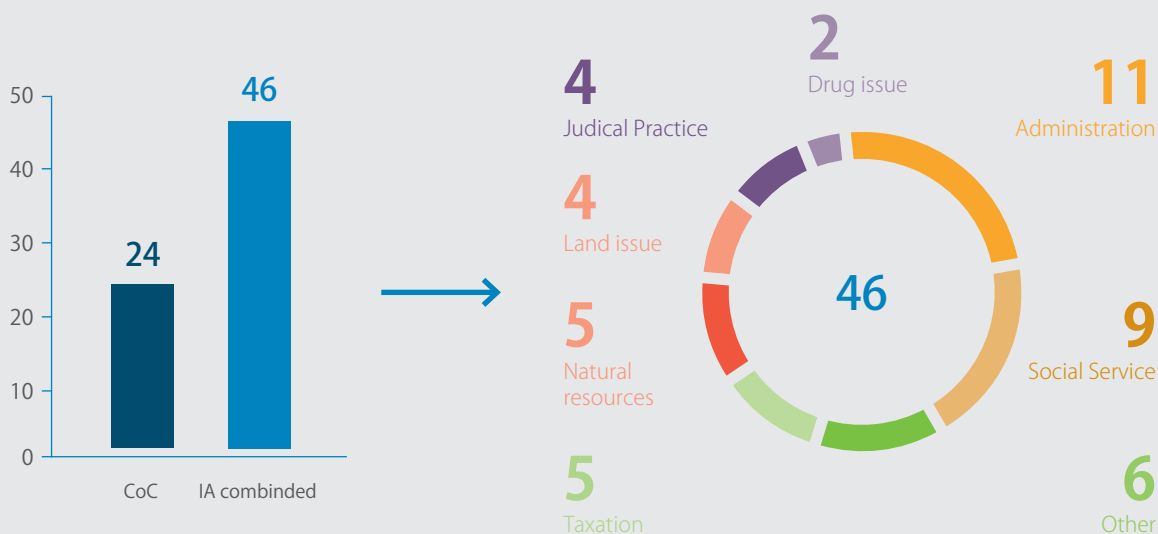 50
40
30
20
10
0
24
46
CoC
IA combinded
4
Judical Practice
4
Land issue
5
Natural
resources
5
Taxation
2
Drug issue
46
11
Administration
9
Social Service
6
Other